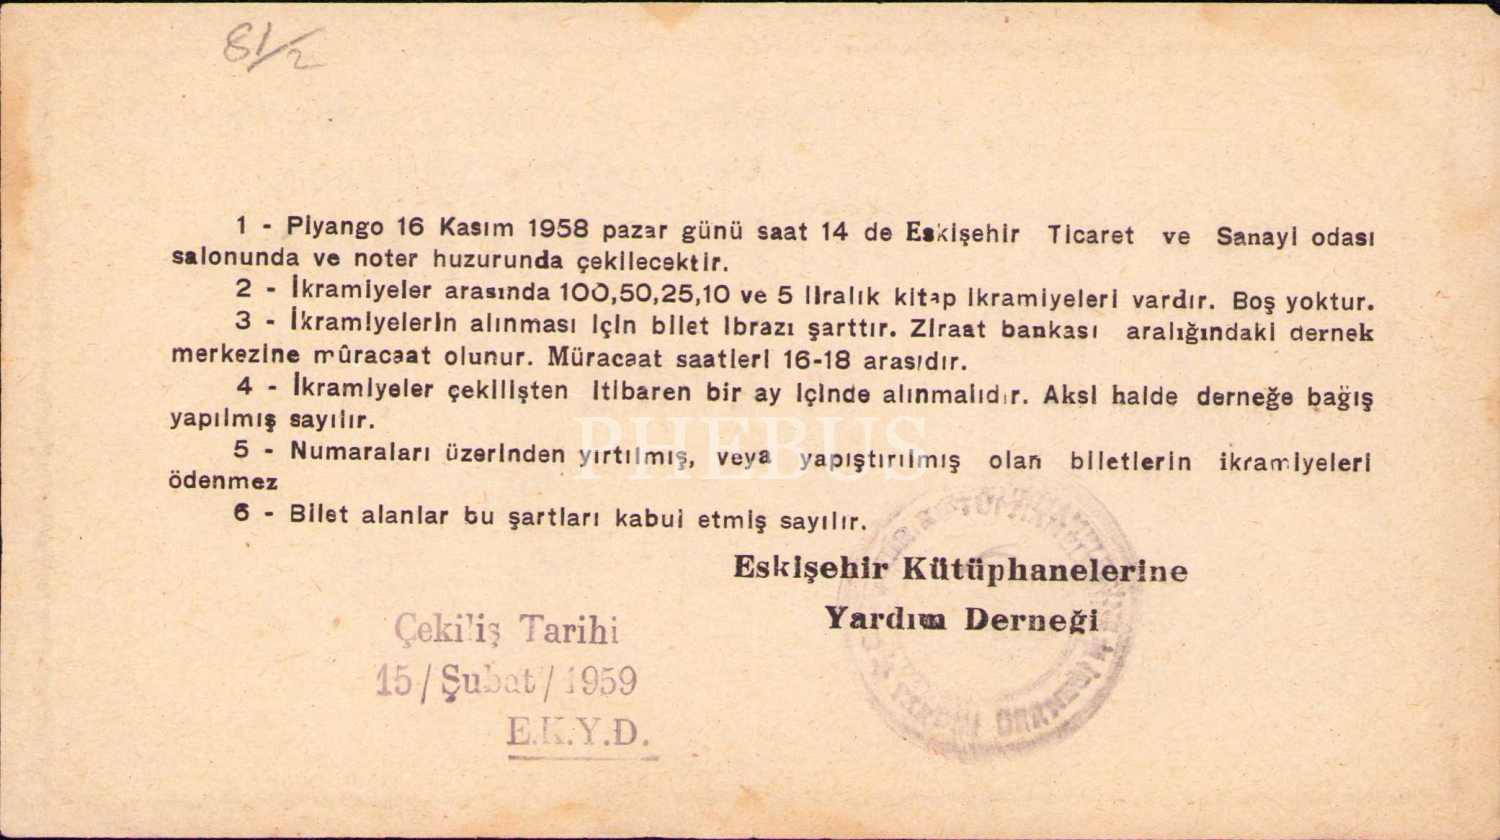 81/2
1 - Piyango 16 Kasım 1958 pazar günü saat 14 de Eskişehir Ticaret ve Sanayi odası
salonunda ve noter huzurunda çekilecektir.
2 - İkramiyeler arasında 100,50,25,10 ve 5 liralık kitap ikramiyeleri vardır. Boş yoktur.
3 - İkramiyelerin alınması için bilet ibrazı şarttır. Ziraat bankası aralığındaki dernek
merkezine mûracaat olunur. Müracaat saatleri 16-18 arasıdır.
4 - İkramiyeler çekilişten itibaren bir ay içinde alınmalıdır. Aksi halde derneğe bağış
yapılmış sayılır.
PHEBUS
5 - Numaraları üzerinden yırtılmış, veya yapıştırılmış olan biletlerin ikramiyeleri
ödenmez
6 - Bilet alanlar bu şartları kabul etmiş sayılır.
Eskişehir Kütüphanelerine
Yardım Derneği
Çekiliş Tarihi
15/Şubat/1959
E.K.Y.D.